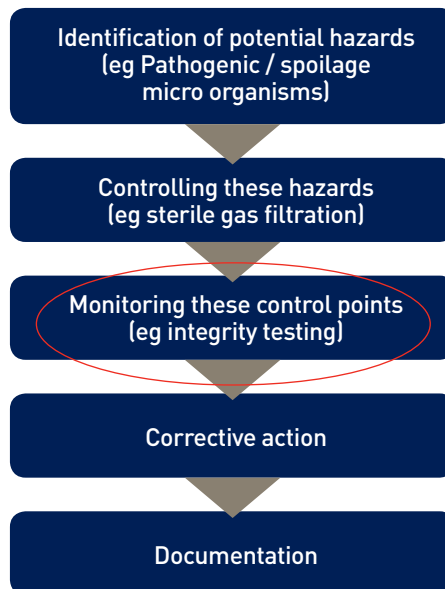 Identification of potential hazards
(eg Pathogenic / spoilage
micro organisms)
Controlling these hazards
(eg sterile gas filtration)
Monitoring these control points
(eg integrity testing)
Corrective action
Documentation